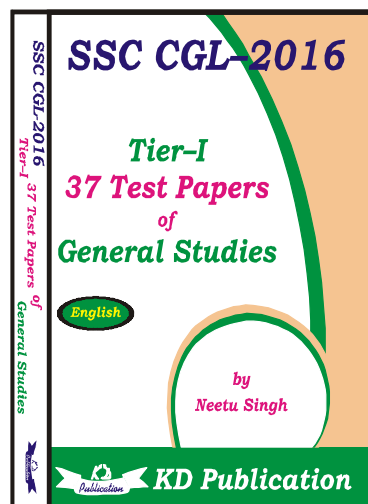 SSC CGL–2016
Tier–I
37 Test Papers
of
General Studies
English
by
Neetu Singh
Publication
KD Publication
SSC CGL-2016
Tier–I 37 Test Papers of
General Studies
Publication